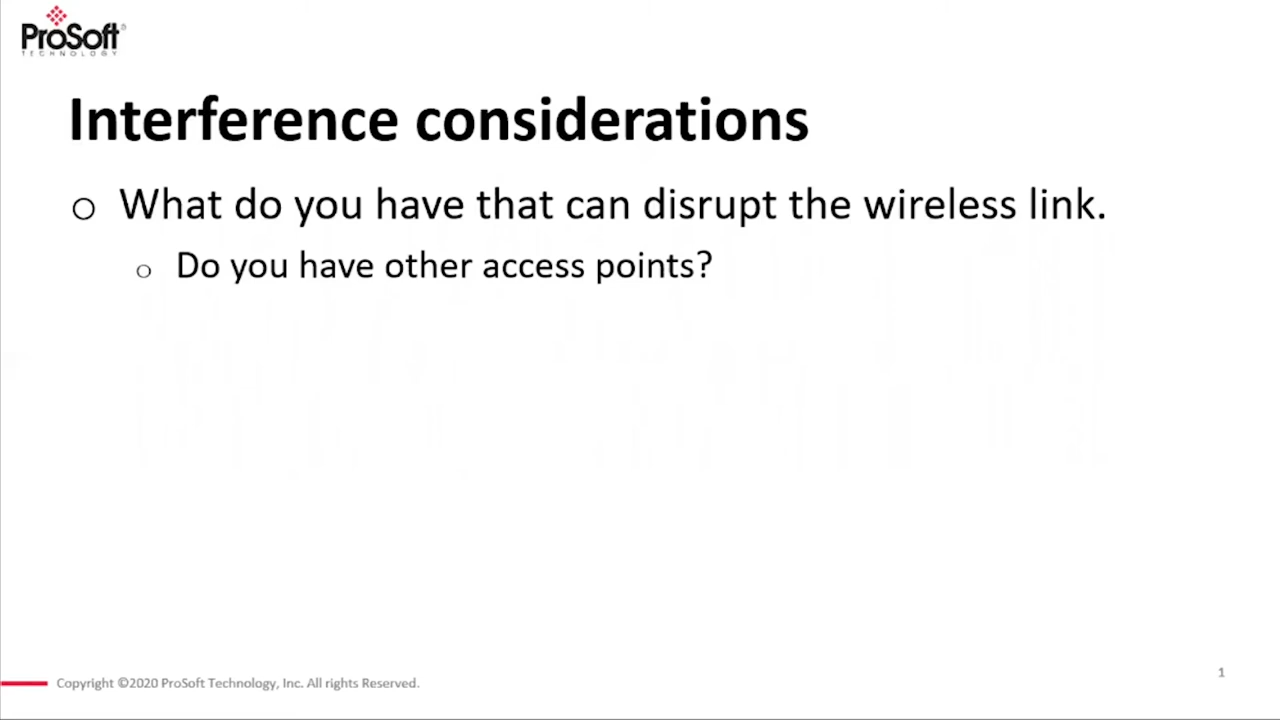 ProSoft®
TECHNOLOGY
Interference considerations
o What do you have that can disrupt the wireless link.
o Do you have other access points?
Copyright ©2020 ProSoft Technology, Inc. All rights Reserved.
1